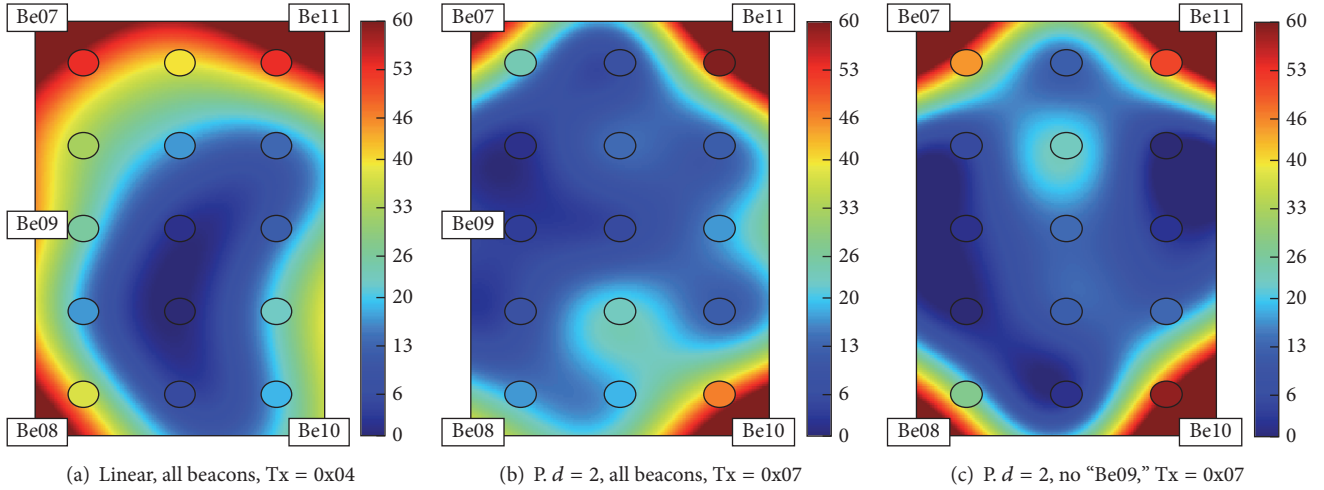 Be07 Be11
Be09
Be08 Be10
60
53
46
40
33
26
20
13
6
0
(a) Linear, all beacons, Tx = 0x04
Be07 Be11
Be09
Be08 Be10
60
53
46
40
33
26
20
13
6
0
(b) P. d = 2, all beacons, Tx = 0x07
Be07 Be11
Be08 Be10
60
53
46
40
33
26
20
13
6
0
(c) P. d = 2, no “Be09,” Tx = 0x07